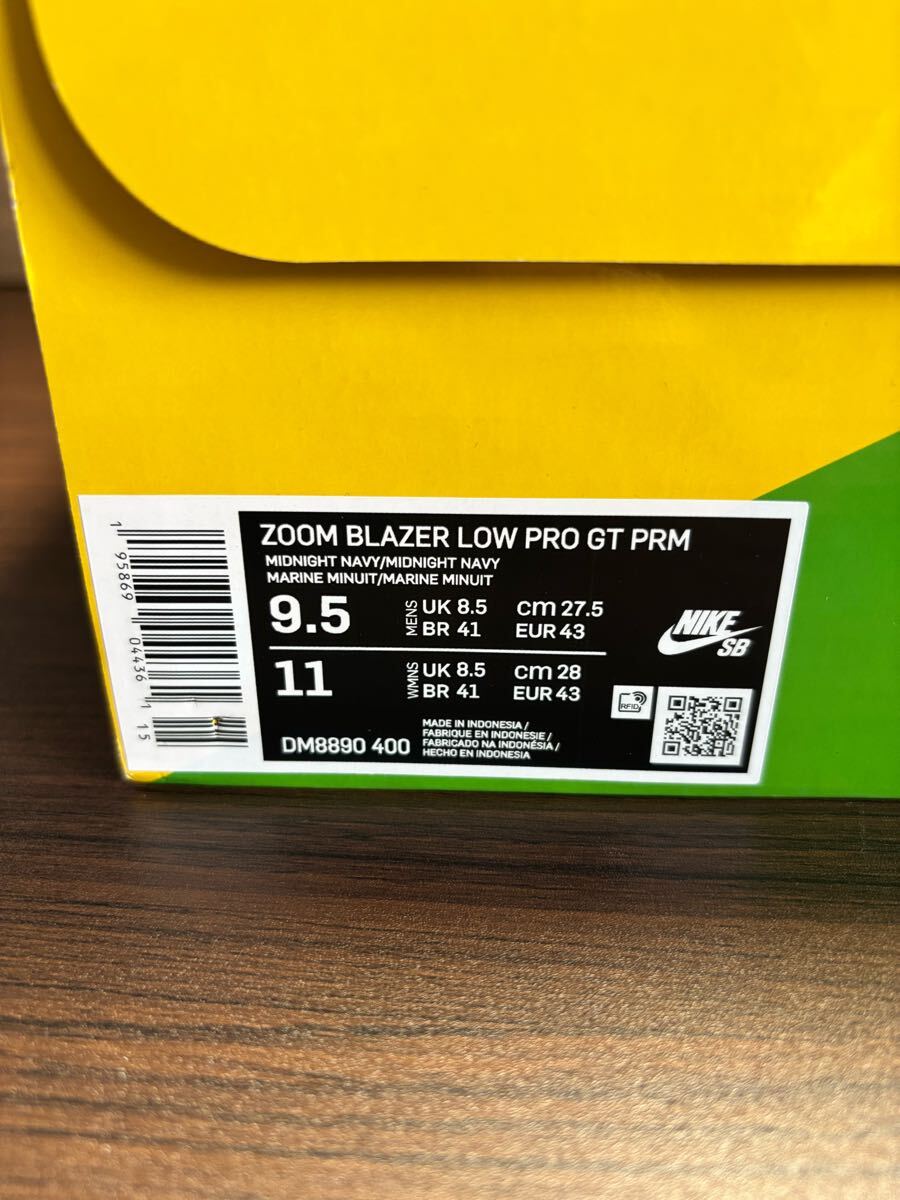 1 95869 04436 1 15
ZOOM BLAZER LOW PRO GT PRM
MIDNIGHT NAVY/MIDNIGHT NAVY
MARINE MINUIT/MARINE MINUIT
9.5 MENS UK 8.5 cm 27.5
BR 41 EUR 43
11 WMNS UK 8.5 cm 28
BR 41 EUR 43
NIKE
SB
RFID
DM8890 400
MADE IN INDONESIA /
FABRIQUE EN INDONESIE /
FABRICADO NA INDONÉSIA /
HECHO EN INDONESIA